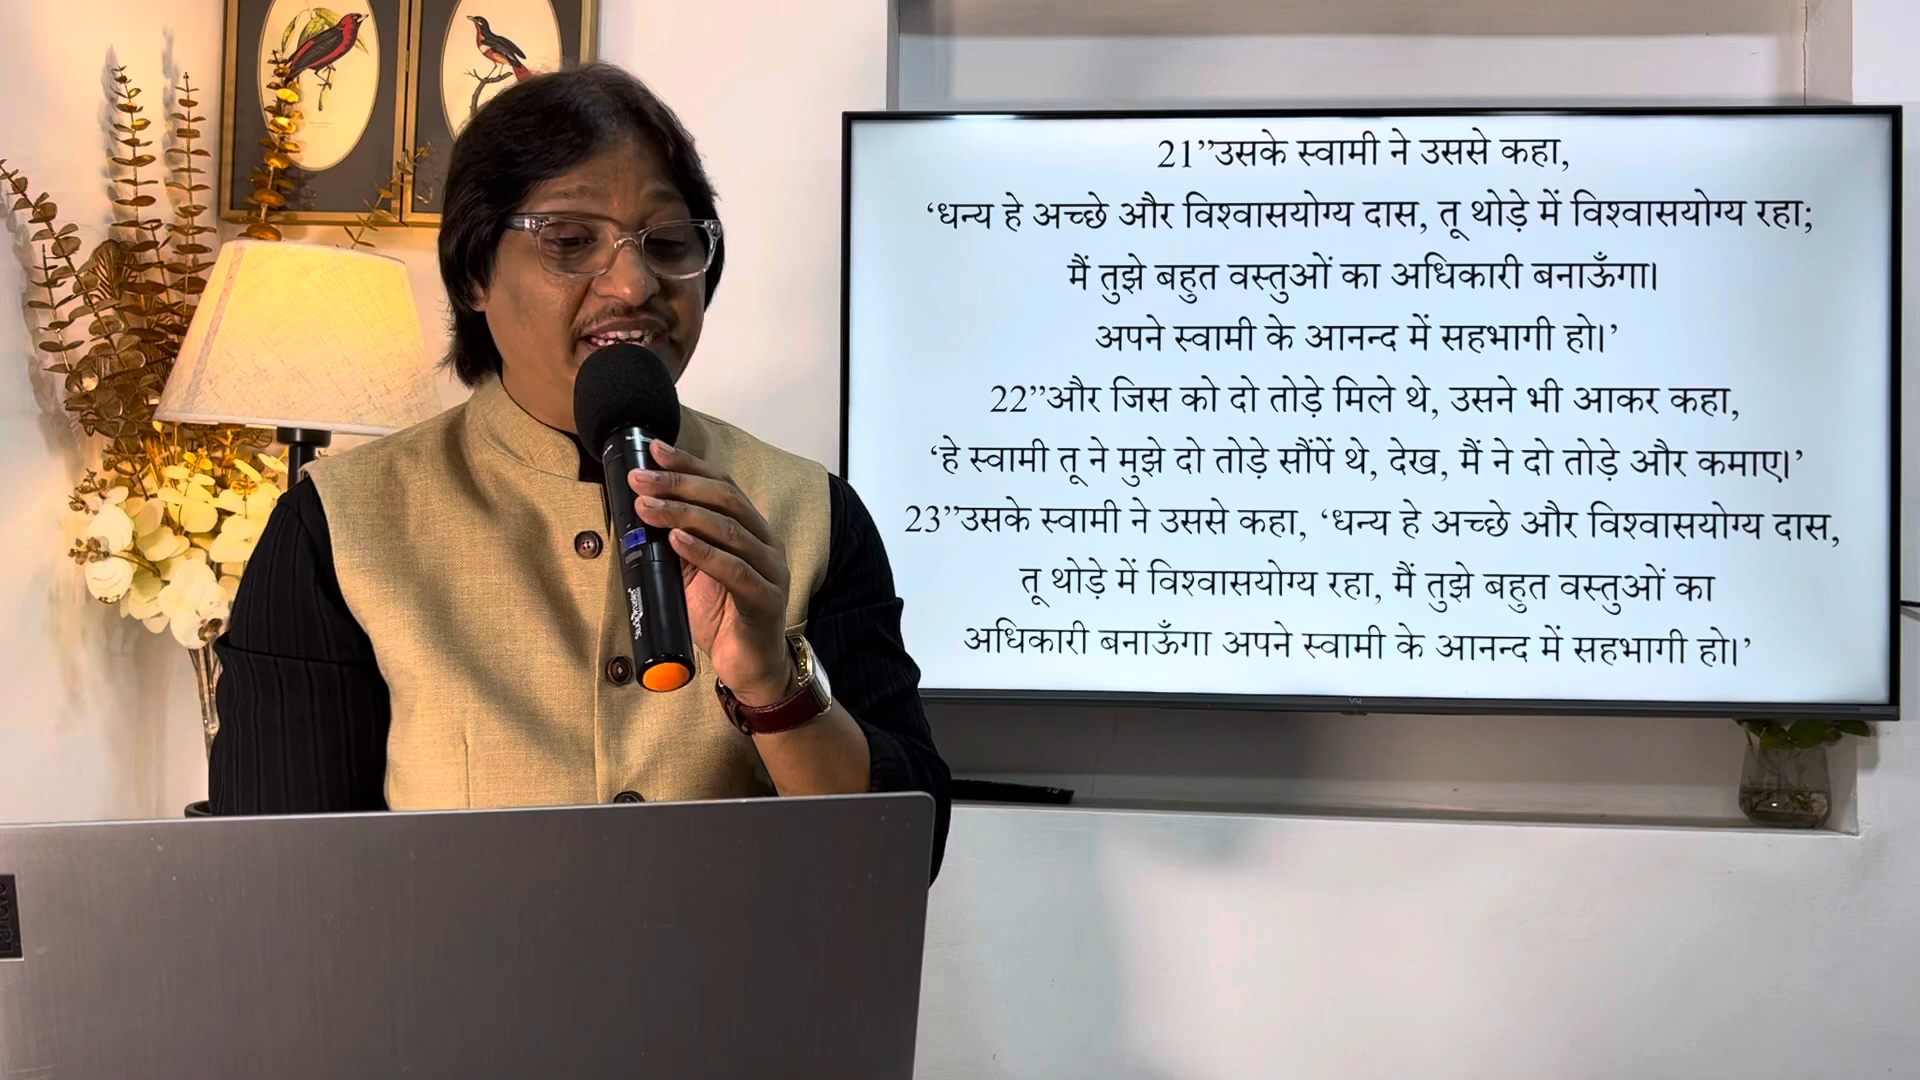 21”उसके स्वामी ने उससे कहा,
‘धन्य हे अच्छे और विश्वासयोग्य दास, तू थोड़े में विश्वासयोग्य रहा;
मैं तुझे बहुत वस्तुओं का अधिकारी बनाऊँगा।
अपने स्वामी के आनन्द में सहभागी हो।’
22”और जिस को दो तोड़े मिले थे, उसने भी आकर कहा,
‘हे स्वामी तू ने मुझे दो तोड़े सौंपें थे, देख, मैं ने दो तोड़े और कमाए।’
23”उसके स्वामी ने उससे कहा, ‘धन्य हे अच्छे और विश्वासयोग्य दास,
तू थोड़े में विश्वासयोग्य रहा, मैं तुझे बहुत वस्तुओं का
अधिकारी बनाऊँगा अपने स्वामी के आनन्द में सहभागी हो।’
Lenovo